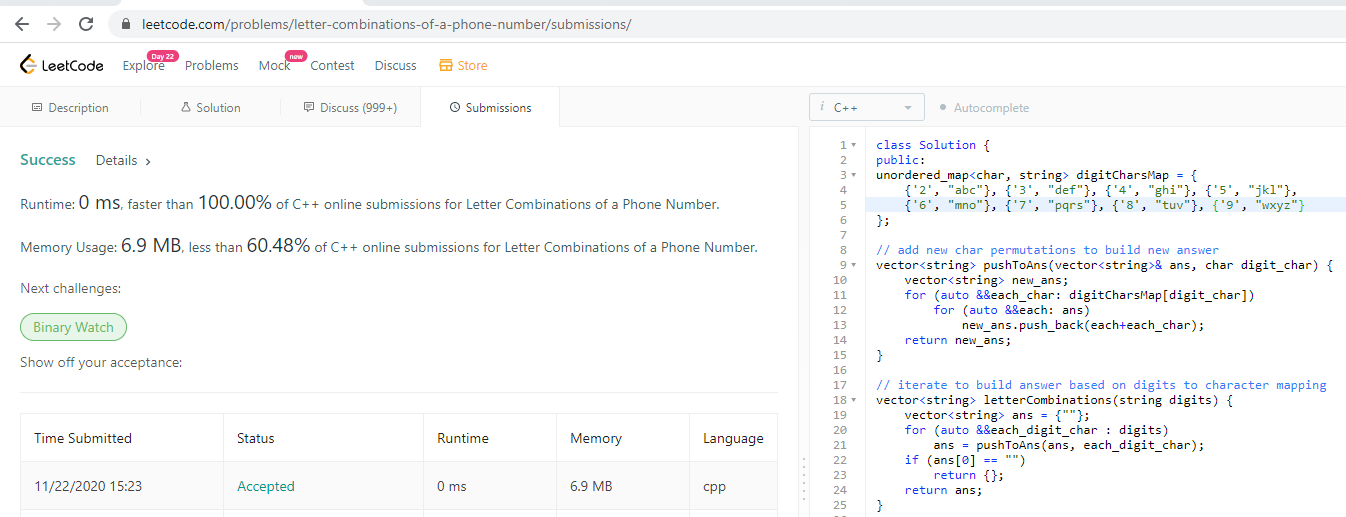 leetcode.com/problems/letter-combinations-of-a-phone-number/submissions/
LeetCode Explore Day 22 Problems Mock new Contest Discuss Store
Description Solution Discuss (999+) Submissions
i C++ Autocomplete
Success Details >
Runtime: 0 ms, faster than 100.00% of C++ online submissions for Letter Combinations of a Phone Number.
Memory Usage: 6.9 MB, less than 60.48% of C++ online submissions for Letter Combinations of a Phone Number.
Next challenges:
Binary Watch
Show off your acceptance:
Time Submitted Status Runtime Memory Language
11/22/2020 15:23 Accepted 0 ms 6.9 MB cpp
1 class Solution {
2 public:
3 unordered_map<char, string> digitCharsMap = {
4     {'2', "abc"}, {'3', "def"}, {'4', "ghi"}, {'5', "jkl"},
5     {'6', "mno"}, {'7', "pqrs"}, {'8', "tuv"}, {'9', "wxyz"}
6 };
7
8 // add new char permutations to build new answer
9 vector<string> pushToAns(vector<string>& ans, char digit_char) {
10     vector<string> new_ans;
11     for (auto &&each_char: digitCharsMap[digit_char])
12         for (auto &&each: ans)
13             new_ans.push_back(each+each_char);
14     return new_ans;
15 }
16
17 // iterate to build answer based on digits to character mapping
18 vector<string> letterCombinations(string digits) {
19     vector<string> ans = {""};
20     for (auto &&each_digit_char : digits)
21         ans = pushToAns(ans, each_digit_char);
22     if (ans[0] == "")
23         return {};
24     return ans;
25 }